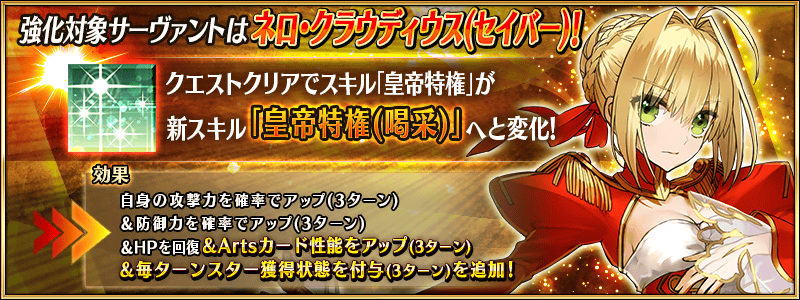 強化対象サーヴァントはネロ・クラウディウス(セイバー)!
クエストクリアでスキル「皇帝特権」が
新スキル「皇帝特権(喝采)」へと変化!
効果
自身の攻撃力を確率でアップ(3ターン)
&防御力を確率でアップ(3ターン)
&HPを回復&Artsカード性能をアップ(3ターン)
&毎ターンスター獲得状態を付与(3ターン)を追加!